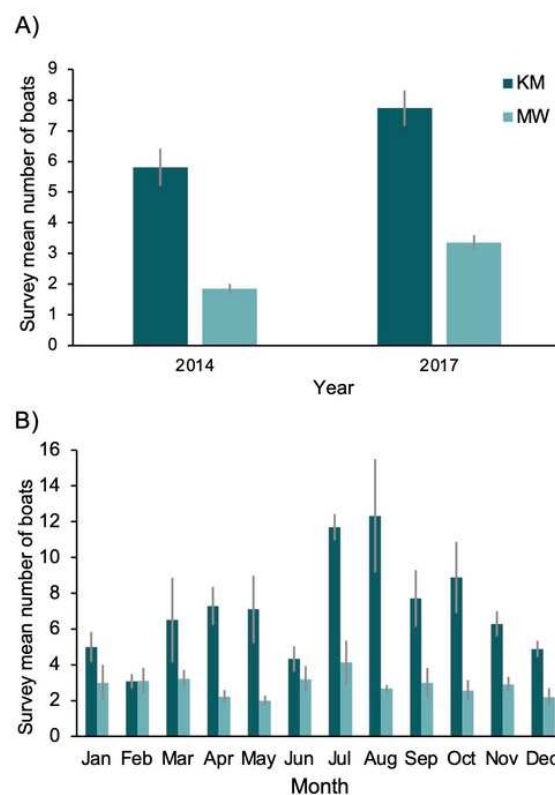 A)
Survey mean number of boats
9
8
7
6
5
4
3
2
1
0
KM
MW
2014
2017
Year
B)
Survey mean number of boats
16
14
12
10
8
6
4
2
0
Jan Feb Mar Apr May Jun Jul Aug Sep Oct Nov Dec
Month